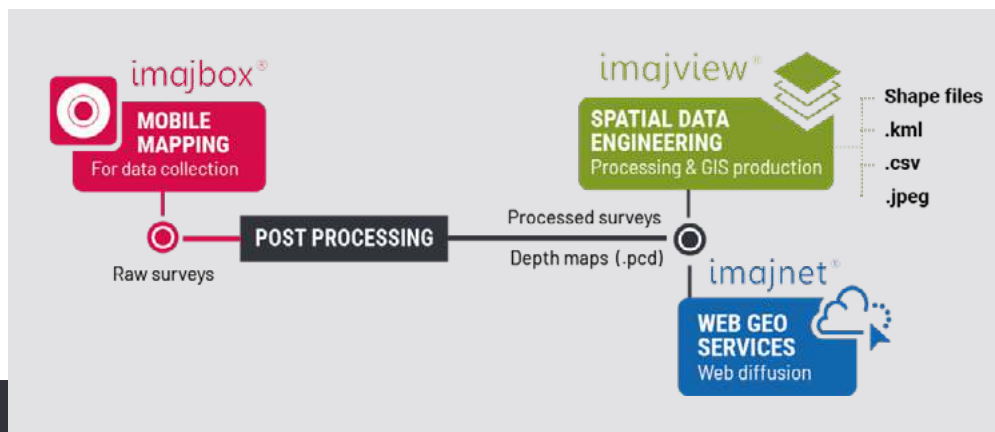 imajbox®
MOBILE
MAPPING
For data collection
Raw surveys
POST PROCESSING
Processed surveys
Depth maps (.pcd)
imajview®
SPATIAL DATA
ENGINEERING
Processing & GIS production
Shape files
.kml
.csv
.jpeg
imajnet®
WEB GEO
SERVICES
Web diffusion